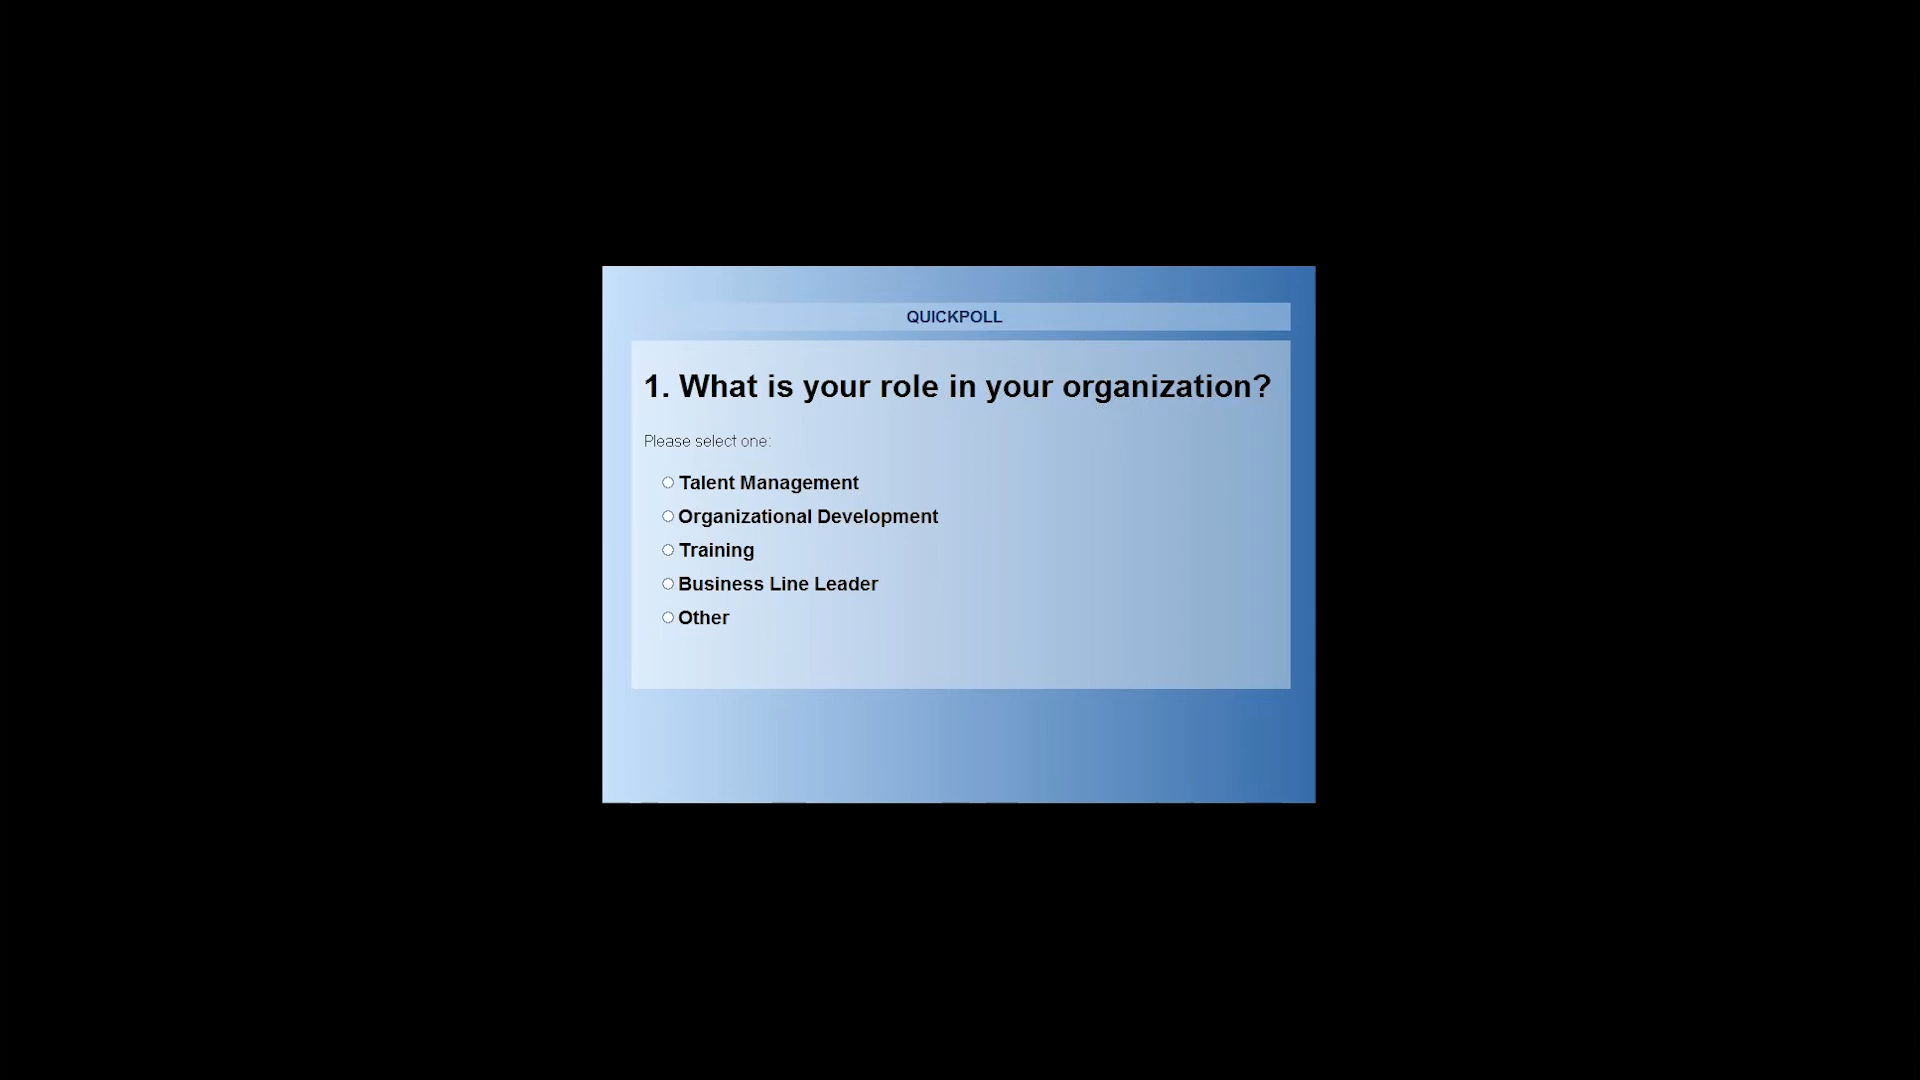 QUICKPOLL
1. What is your role in your organization?
Please select one:
Talent Management
Organizational Development
Training
Business Line Leader
Other